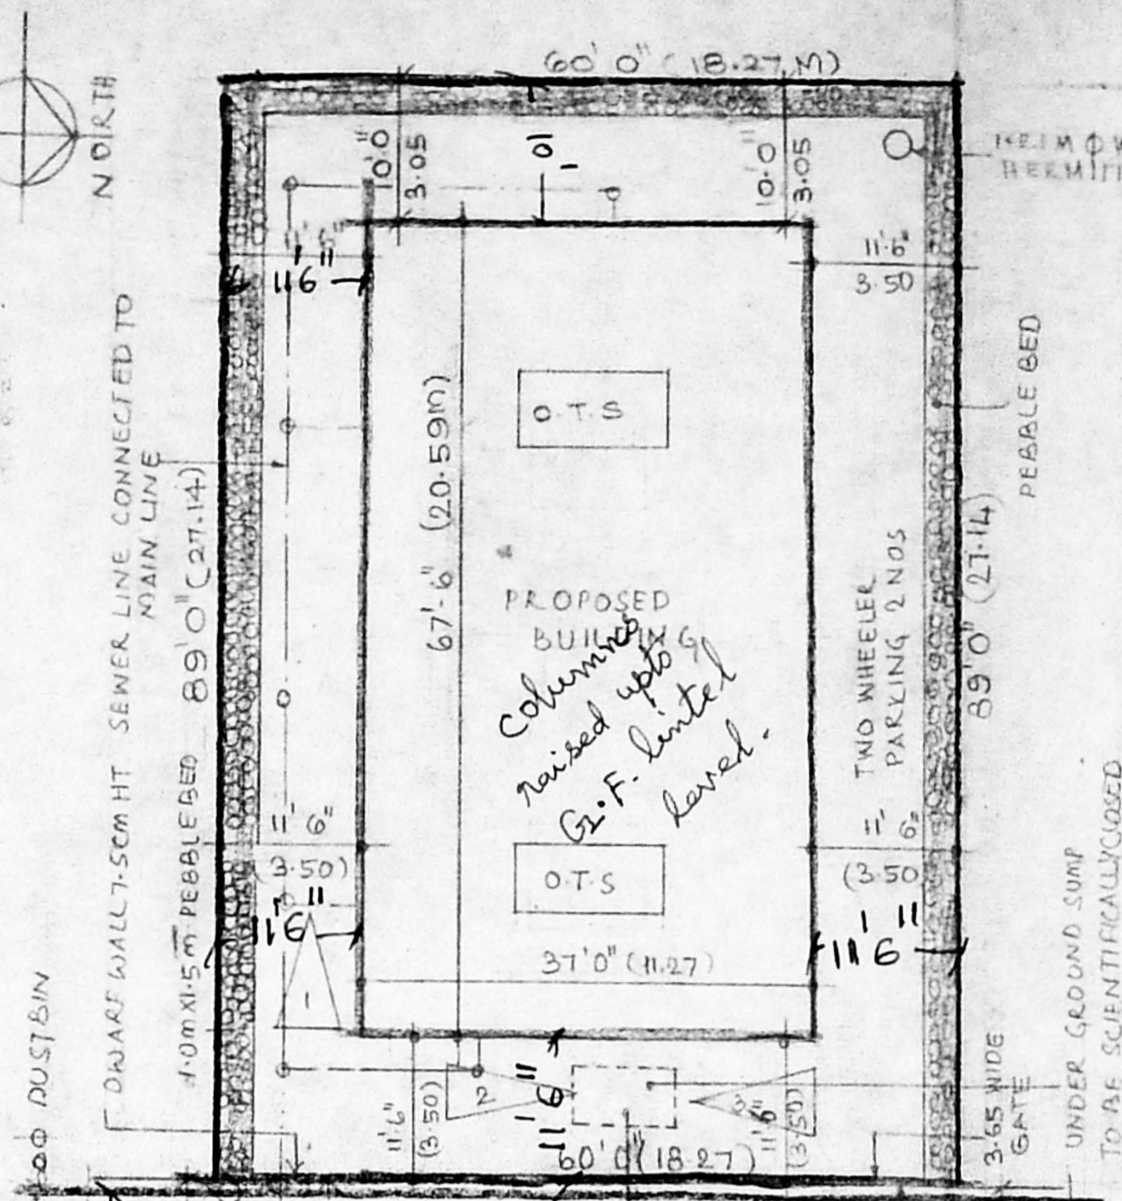 60'0" (18.27 M)
NORTH
10'.0"
3.05
10'
10'.0"
3.05
11'.6"
11'6"
11'-6"
3.50
O.T.S
67'-6" (20.59m)
PEBBLE BED
DWARF WALL 7.5CM HT. SEWER LINE CONNECTED TO
MAIN LINE
89'0" (27.14)
1.0m X1.5m PEBBLE BED
PROPOSED
BUILDING
columns
raised upto
G.F. lintel
level.
TWO WHEELER
PARKING 2 NOS
89'0" (27.14)
11' 6"
(3.50)
11'6"
1
11' 6"
(3.50
11'6"
O.T.S
37'0" (11.27)
DUSTBIN
11'6"
(3.50)
2
11'6"
3
11'6"
(3.50)
60'0 (18.27)
3.65 WIDE
GATE
UNDER GROUND SUMP
TO BE SCIENTIFICALLY CLOSED